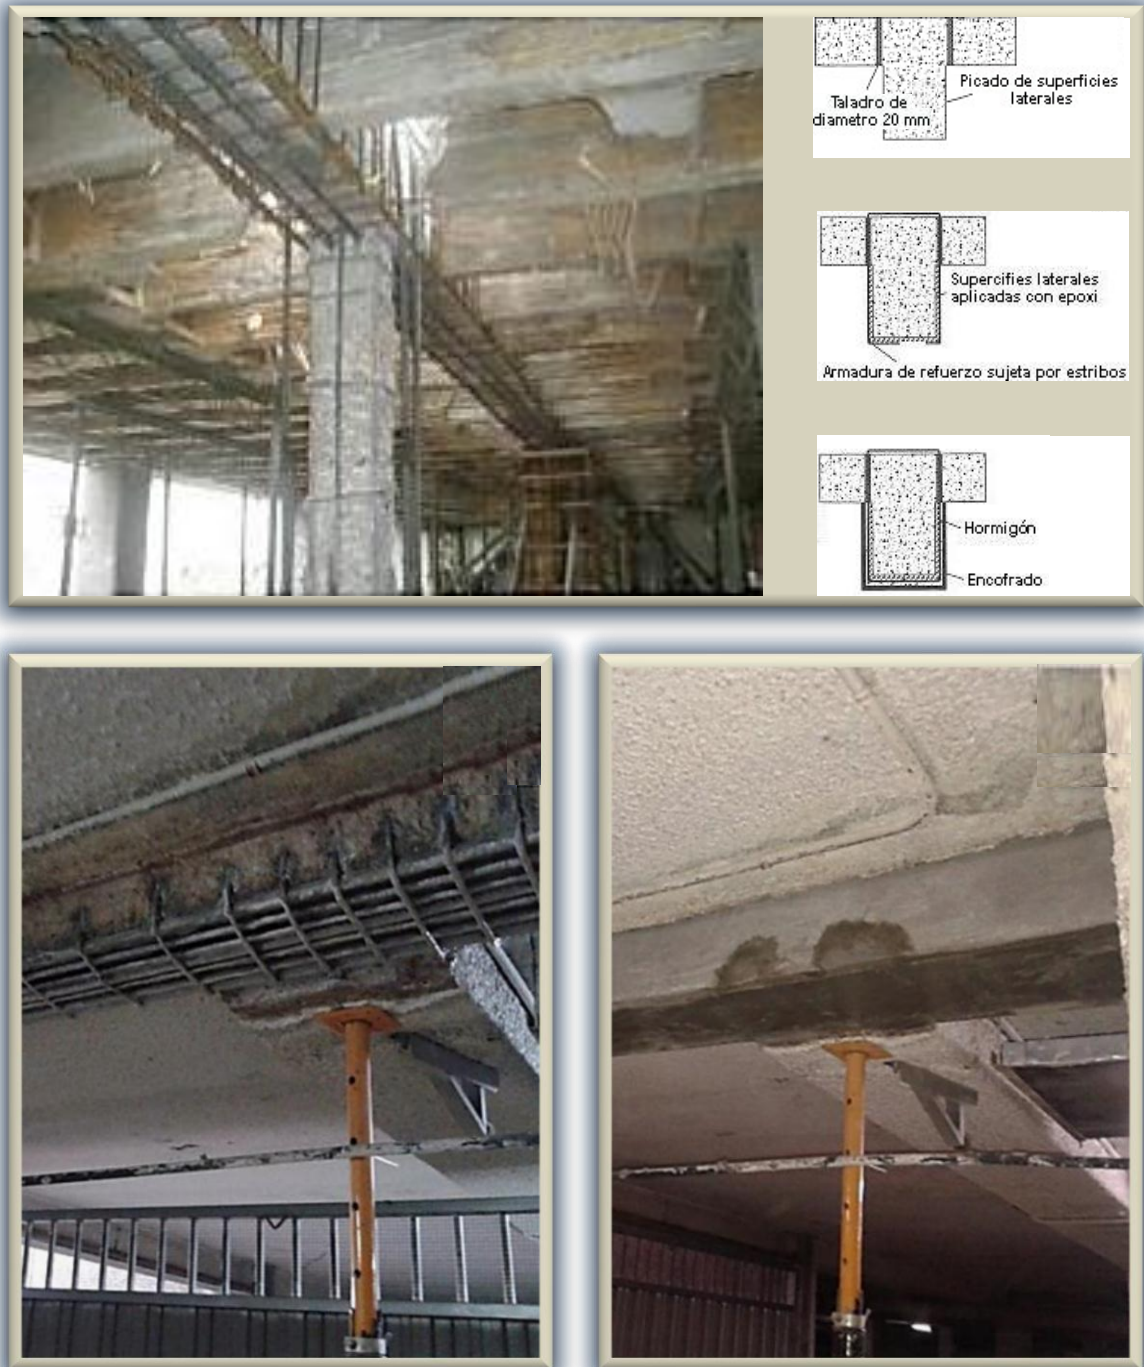 Taladro de
diametro 20 mm
Picado de superficies
laterales
Supercifies laterales
aplicadas con epoxi
Armadura de refuerzo sujeta por estribos
Hormigón
Encofrado